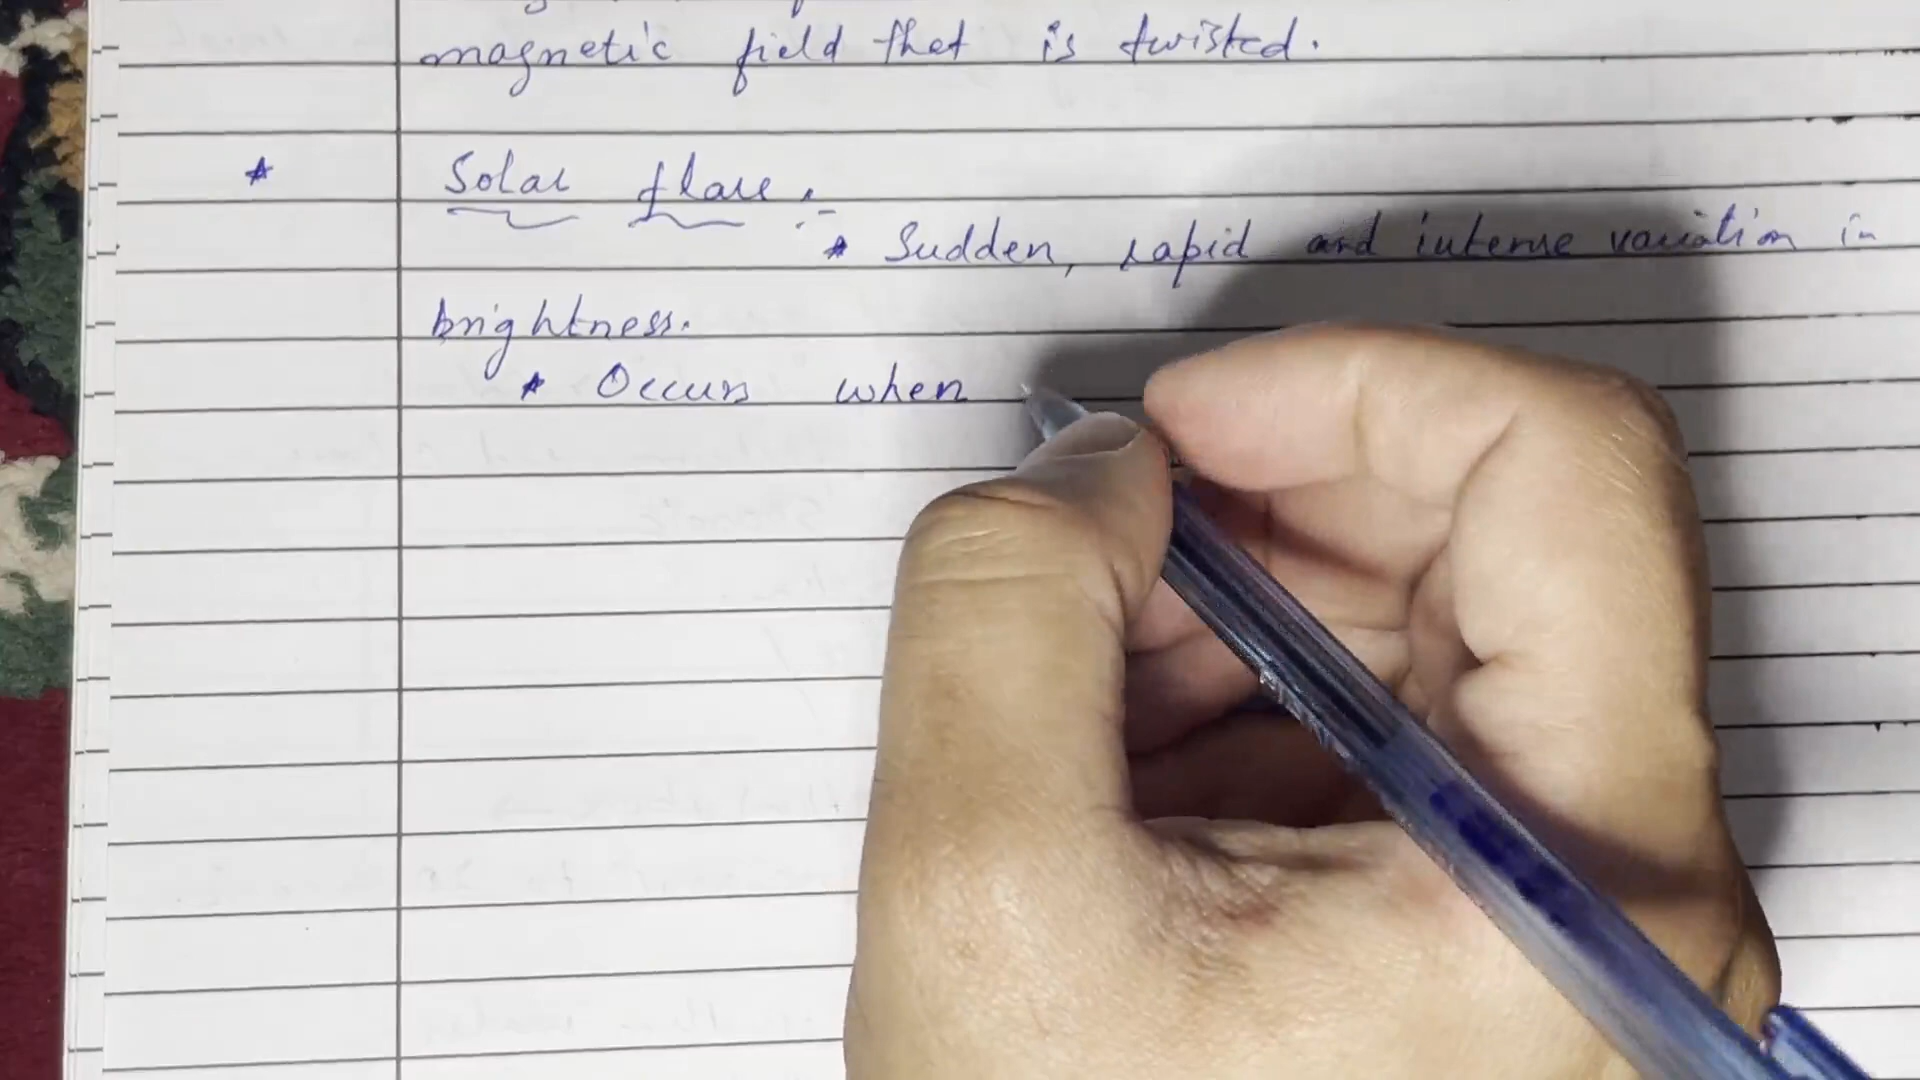 magnetic field that is twisted.
* Solar flare :-
* Sudden, rapid and intense variation in
brightness.
* Occurs when